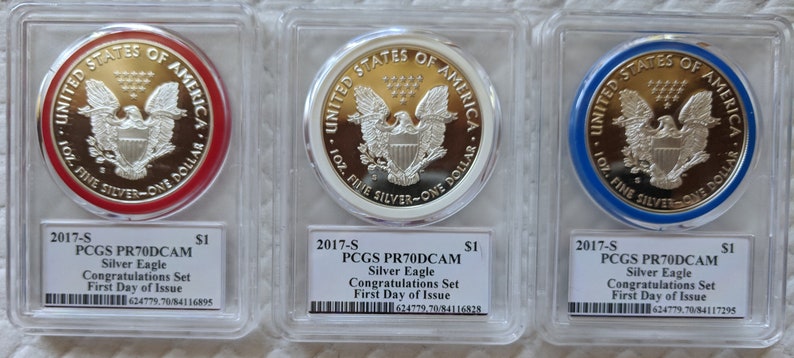 UNITED STATES OF AMERICA
S
1 OZ. FINE SILVER~ONE DOLLAR
2017-S $1
PCGS PR70DCAM
Silver Eagle
Congratulations Set
First Day of Issue
624779.70/84116895
UNITED STATES OF AMERICA
S
1 OZ. FINE SILVER~ONE DOLLAR
2017-S $1
PCGS PR70DCAM
Silver Eagle
Congratulations Set
First Day of Issue
624779.70/84116828
UNITED STATES OF AMERICA
S
1 OZ. FINE SILVER~ONE DOLLAR
2017-S $1
PCGS PR70DCAM
Silver Eagle
Congratulations Set
First Day of Issue
624779.70/84117295